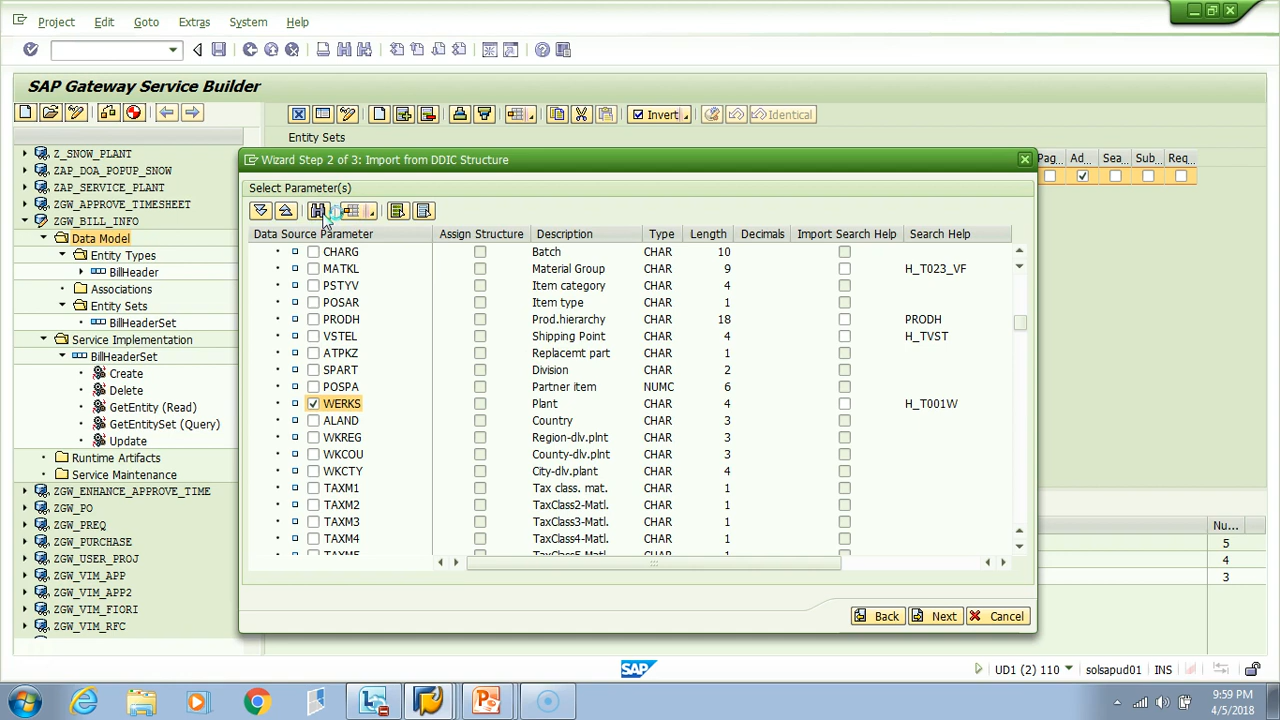 Project Edit Goto Extras System Help
SAP Gateway Service Builder
Invert Identical
Entity Sets
Z_SNOW_PLANT
ZAP_DOA_POPUP_SNOW
ZAP_SERVICE_PLANT
ZGW_APPROVE_TIMESHEET
ZGW_BILL_INFO
Data Model
Entity Types
BillHeader
Associations
Entity Sets
BillHeaderSet
Service Implementation
BillHeaderSet
Create
Delete
GetEntity (Read)
GetEntitySet (Query)
Update
Runtime Artifacts
Service Maintenance
ZGW_ENHANCE_APPROVE_TIME
ZGW_PO
ZGW_PREQ
ZGW_PURCHASE
ZGW_USER_PROJ
ZGW_VIM_APP
ZGW_VIM_APP2
ZGW_VIM_FIORI
ZGW_VIM_RFC
Pag... Ad... Sea... Sub... Req...
Wizard Step 2 of 3: Import from DDIC Structure
Select Parameter(s)
Data Source Parameter Assign Structure Description Type Length Decimals Import Search Help Search Help
CHARG Batch CHAR 10
MATKL Material Group CHAR 9 H_T023_VF
PSTYV Item category CHAR 4
POSAR Item type CHAR 1
PRODH Prod.hierarchy CHAR 18 PRODH
VSTEL Shipping Point CHAR 4 H_TVST
ATPKZ Replacemt part CHAR 1
SPART Division CHAR 2
POSPA Partner item NUMC 6
WERKS Plant CHAR 4 H_T001W
ALAND Country CHAR 3
WKREG Region-dlv.plnt CHAR 3
WKCOU County-dlv.plnt CHAR 3
WKCTY City-dlv.plant CHAR 4
TAXM1 Tax class. mat. CHAR 1
TAXM2 TaxClass2-Matl. CHAR 1
TAXM3 TaxClass3-Matl. CHAR 1
TAXM4 TaxClass4-Matl. CHAR 1
TAXM5 TaxClass5-Matl. CHAR 1
Back Next Cancel
Nu...
5
4
3
SAP
UD1 (2) 110 solsapud01 INS
9:59 PM
4/5/2018